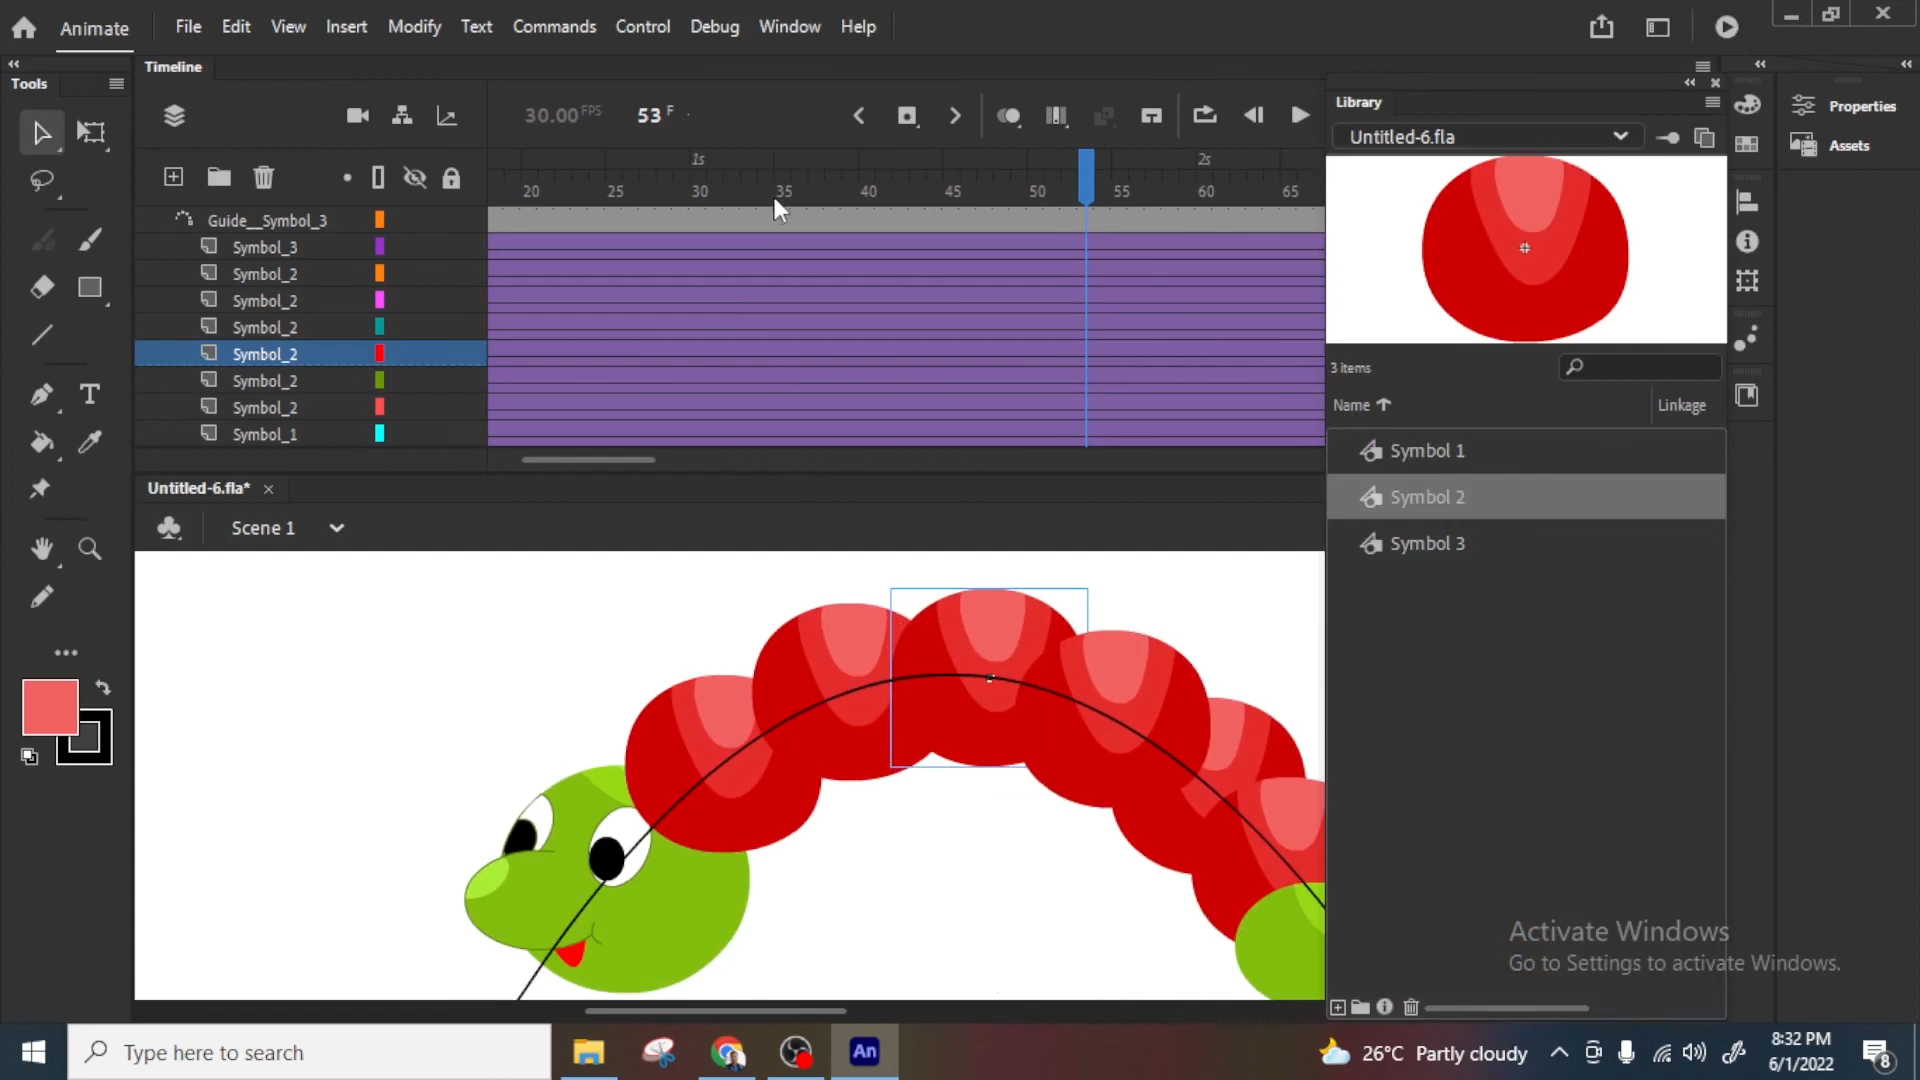 Animate File Edit View Insert Modify Text Commands Control Debug Window Help
Tools
Timeline
30.00 FPS 53 F
1s 2s
20 25 30 35 40 45 50 55 60 65
Guide__Symbol_3
Symbol_3
Symbol_2
Symbol_2
Symbol_2
Symbol_2
Symbol_2
Symbol_2
Symbol_1
Untitled-6.fla*
Scene 1
Library
Untitled-6.fla
3 items
Name Linkage
Symbol 1
Symbol 2
Symbol 3
Properties
Assets
Activate Windows
Go to Settings to activate Windows.
Type here to search
An
26°C Partly cloudy
8:32 PM
6/1/2022
8